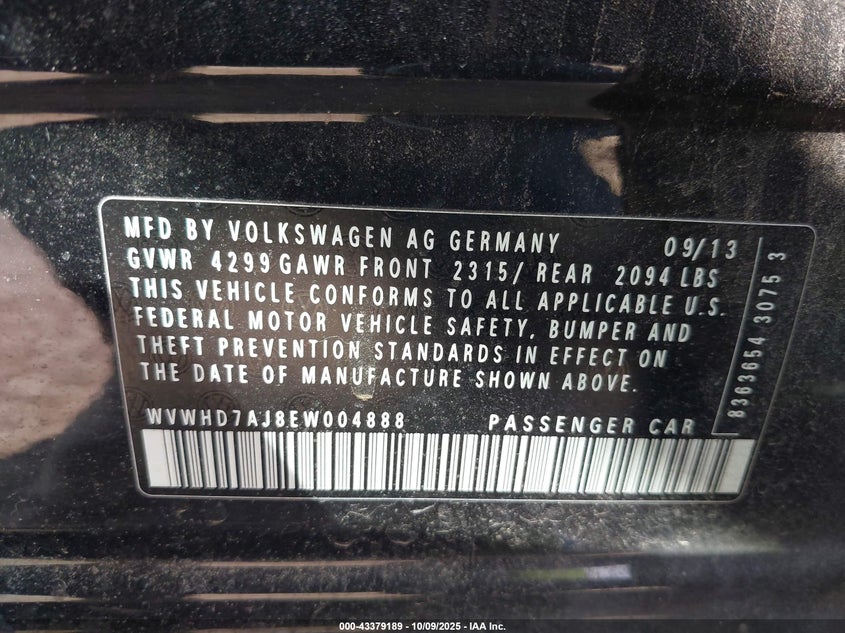 MFD BY VOLKSWAGEN AG GERMANY 09/13
GVWR 4299 GAWR FRONT 2315/ REAR 2094 LBS
THIS VEHICLE CONFORMS TO ALL APPLICABLE U.S.
FEDERAL MOTOR VEHICLE SAFETY, BUMPER AND
THEFT PREVENTION STANDARDS IN EFFECT ON
THE DATE OF MANUFACTURE SHOWN ABOVE.
WVWHD7AJ8EW004888 PASSENGER CAR
8363654 3075 3
000-43379189 | 10/09/2025 - IAA Inc.